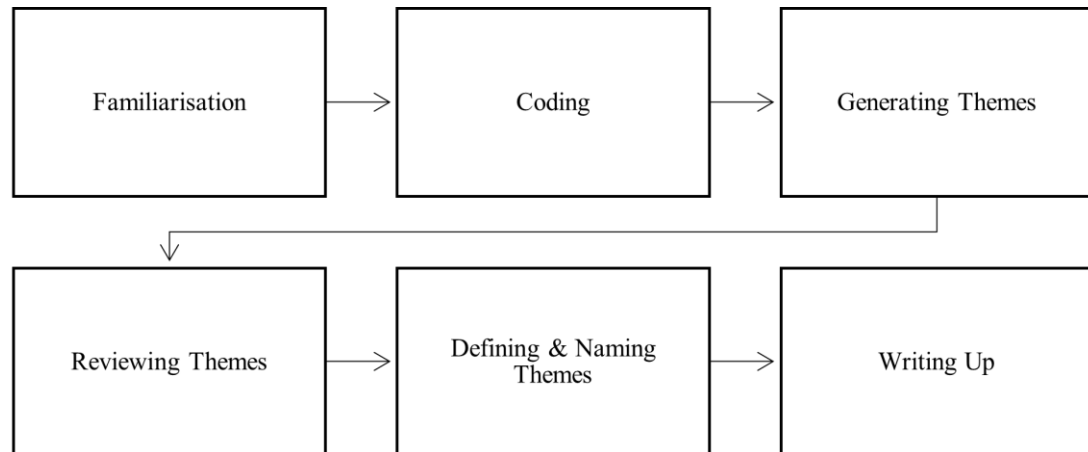 Familiarisation
Coding
Generating Themes
Reviewing Themes
Defining & Naming
Themes
Writing Up